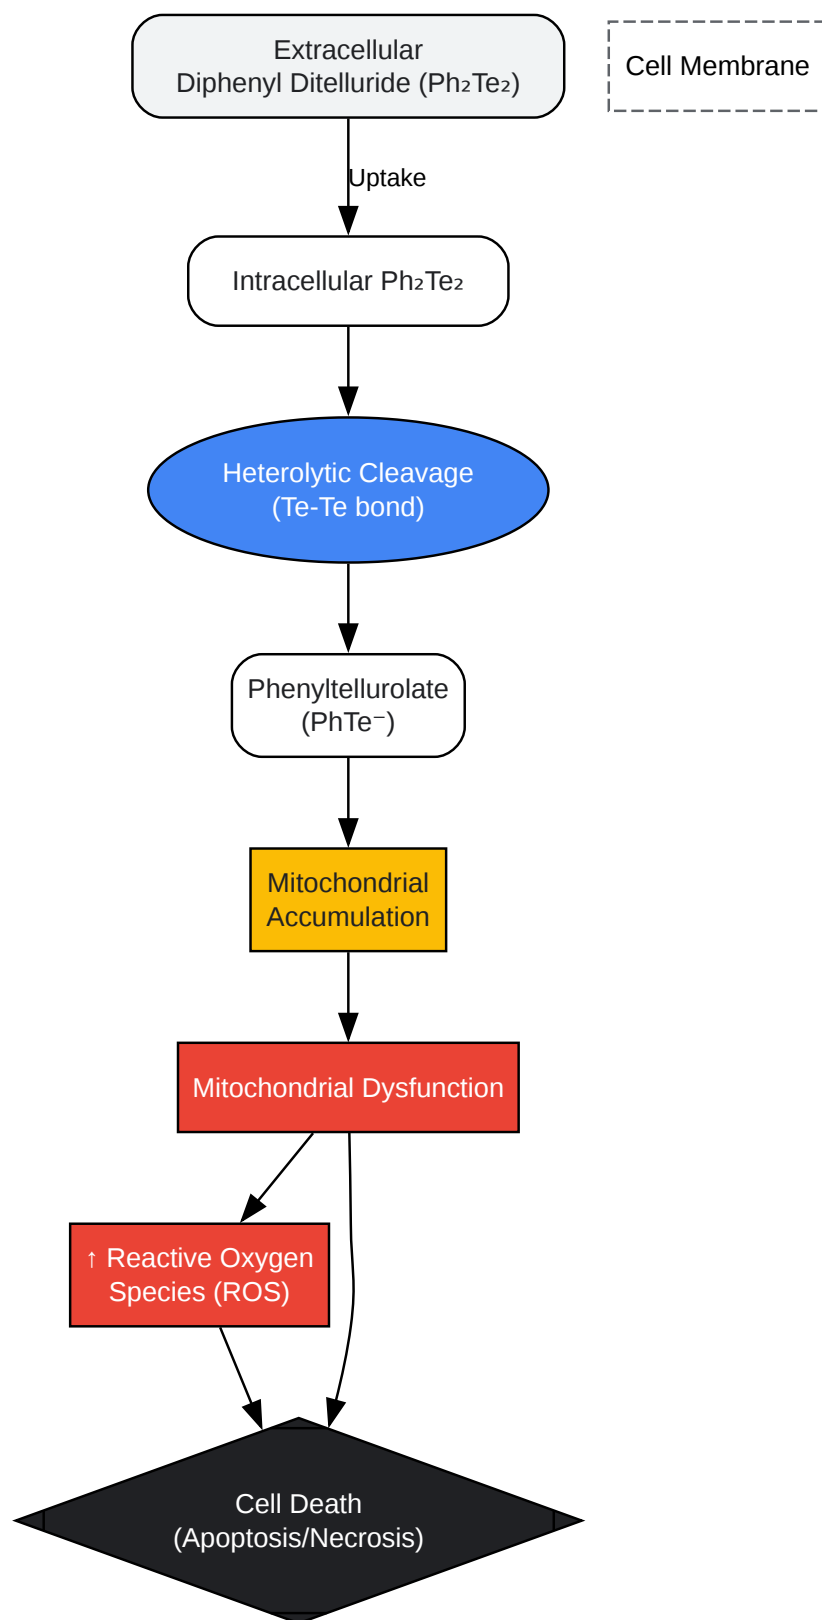 Extracellular
Diphenyl Ditelluride (Ph₂Te₂)
Cell Membrane
Uptake
Intracellular Ph₂Te₂
Heterolytic Cleavage
(Te-Te bond)
Phenyltellurolate
(PhTe⁻)
Mitochondrial
Accumulation
Mitochondrial Dysfunction
↑ Reactive Oxygen
Species (ROS)
Cell Death
(Apoptosis/Necrosis)